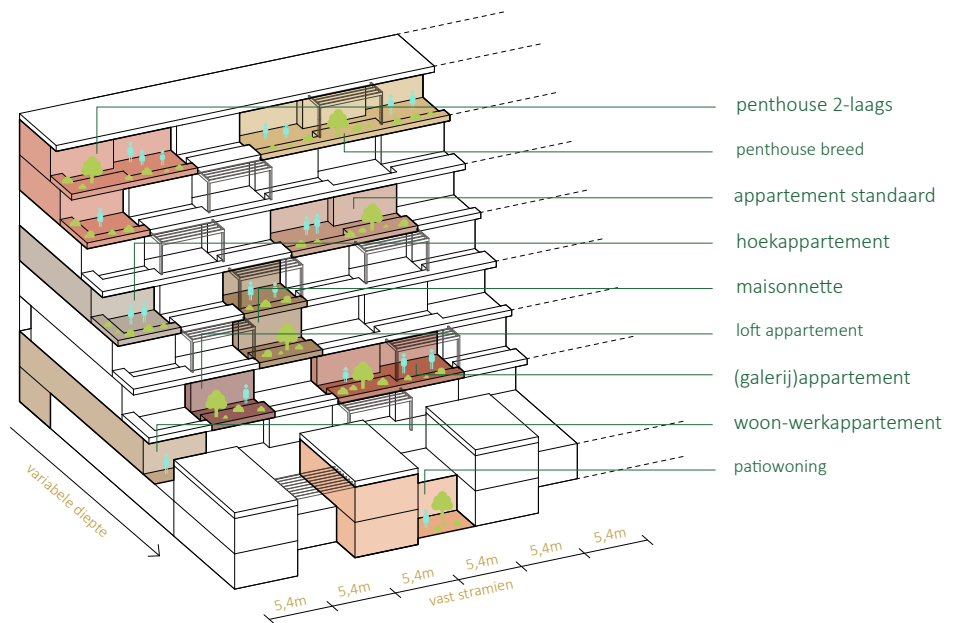 penthouse 2-laags
penthouse breed
appartement standaard
hoekappartement
maisonnette
loft appartement
(galerij)appartement
woon-werkappartement
patiowoning
variabele diepte
5,4m
5,4m
5,4m
5,4m
5,4m
5,4m
vast stramien